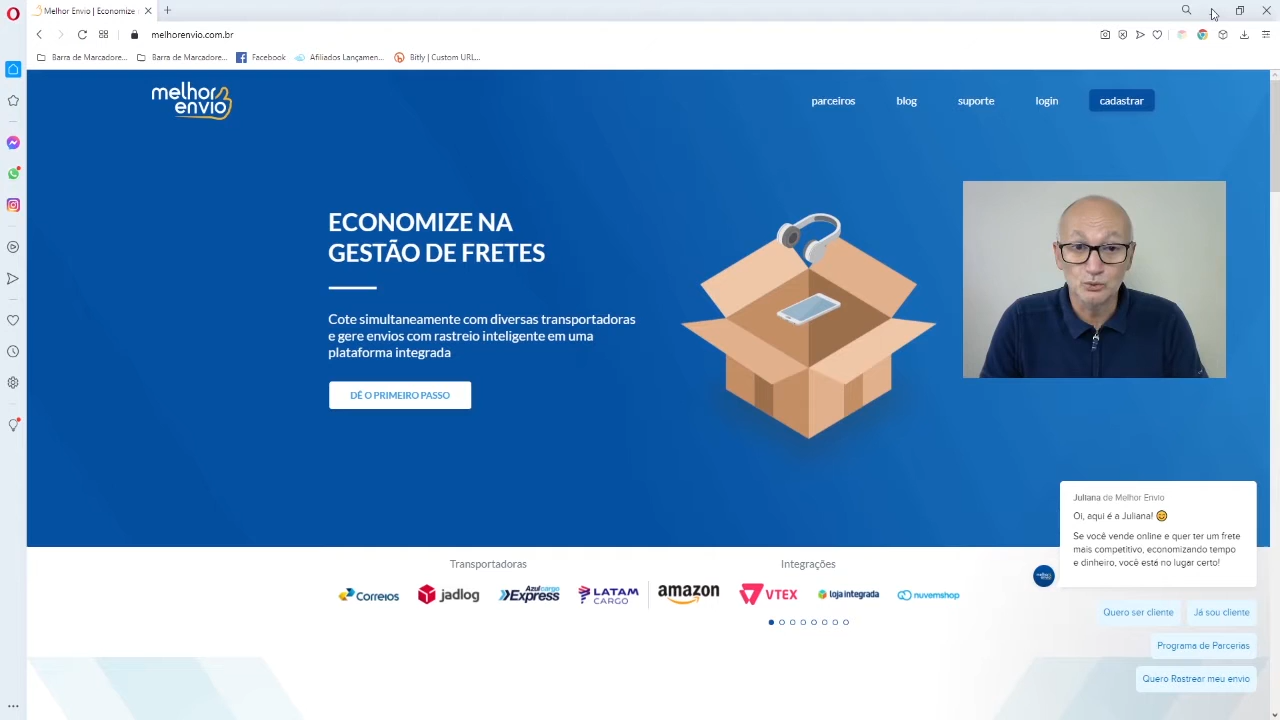 Melhor Envio | Economize
melhorenvio.com.br
Barra de Marcadore...
Barra de Marcadore...
Facebook
Afiliados Lançamen...
Bitly | Custom URL...
melhor
envio
parceiros
blog
suporte
login
cadastrar
ECONOMIZE NA
GESTÃO DE FRETES
Cote simultaneamente com diversas transportadoras
e gere envios com rastreio inteligente em uma
plataforma integrada
DÊ O PRIMEIRO PASSO
Juliana de Melhor Envio
Oi, aqui é a Juliana!
Se você vende online e quer ter um frete
mais competitivo, economizando tempo
e dinheiro, você está no lugar certo!
Quero ser cliente
Já sou cliente
Programa de Parcerias
Quero Rastrear meu envio
Transportadoras
Correios
jadlog
Azul cargo
Express
LATAM
CARGO
Integrações
amazon
VTEX
loja integrada
nuvemshop